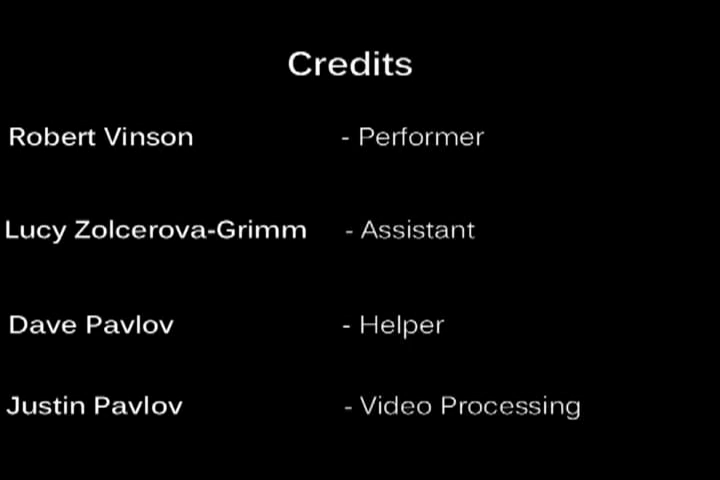 Credits
Robert Vinson - Performer
Lucy Zolcerova-Grimm - Assistant
Dave Pavlov - Helper
Justin Pavlov - Video Processing